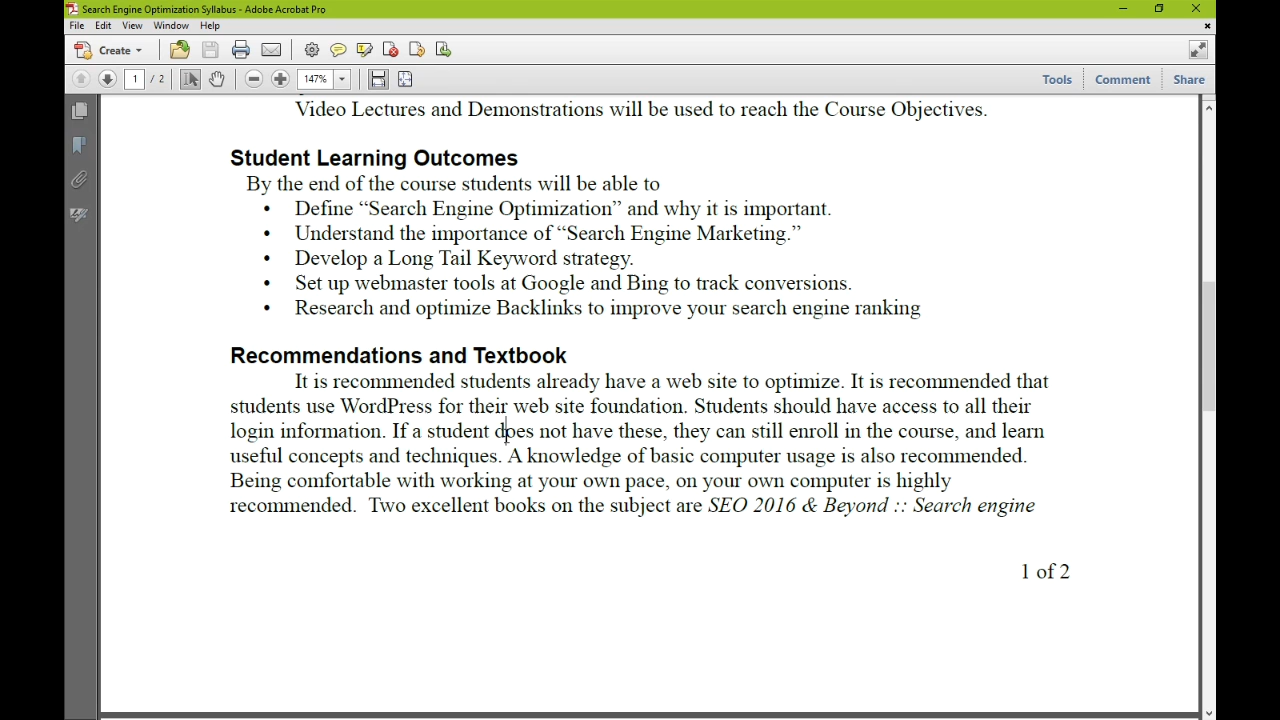 Search Engine Optimization Syllabus - Adobe Acrobat Pro
File Edit View Window Help
Create
1 / 2 147% Tools Comment Share
Video Lectures and Demonstrations will be used to reach the Course Objectives.
Student Learning Outcomes
By the end of the course students will be able to
• Define “Search Engine Optimization” and why it is important.
• Understand the importance of “Search Engine Marketing.”
• Develop a Long Tail Keyword strategy.
• Set up webmaster tools at Google and Bing to track conversions.
• Research and optimize Backlinks to improve your search engine ranking
Recommendations and Textbook
It is recommended students already have a web site to optimize. It is recommended that
students use WordPress for their web site foundation. Students should have access to all their
login information. If a student does not have these, they can still enroll in the course, and learn
useful concepts and techniques. A knowledge of basic computer usage is also recommended.
Being comfortable with working at your own pace, on your own computer is highly
recommended.  Two excellent books on the subject are SEO 2016 & Beyond :: Search engine
1 of 2